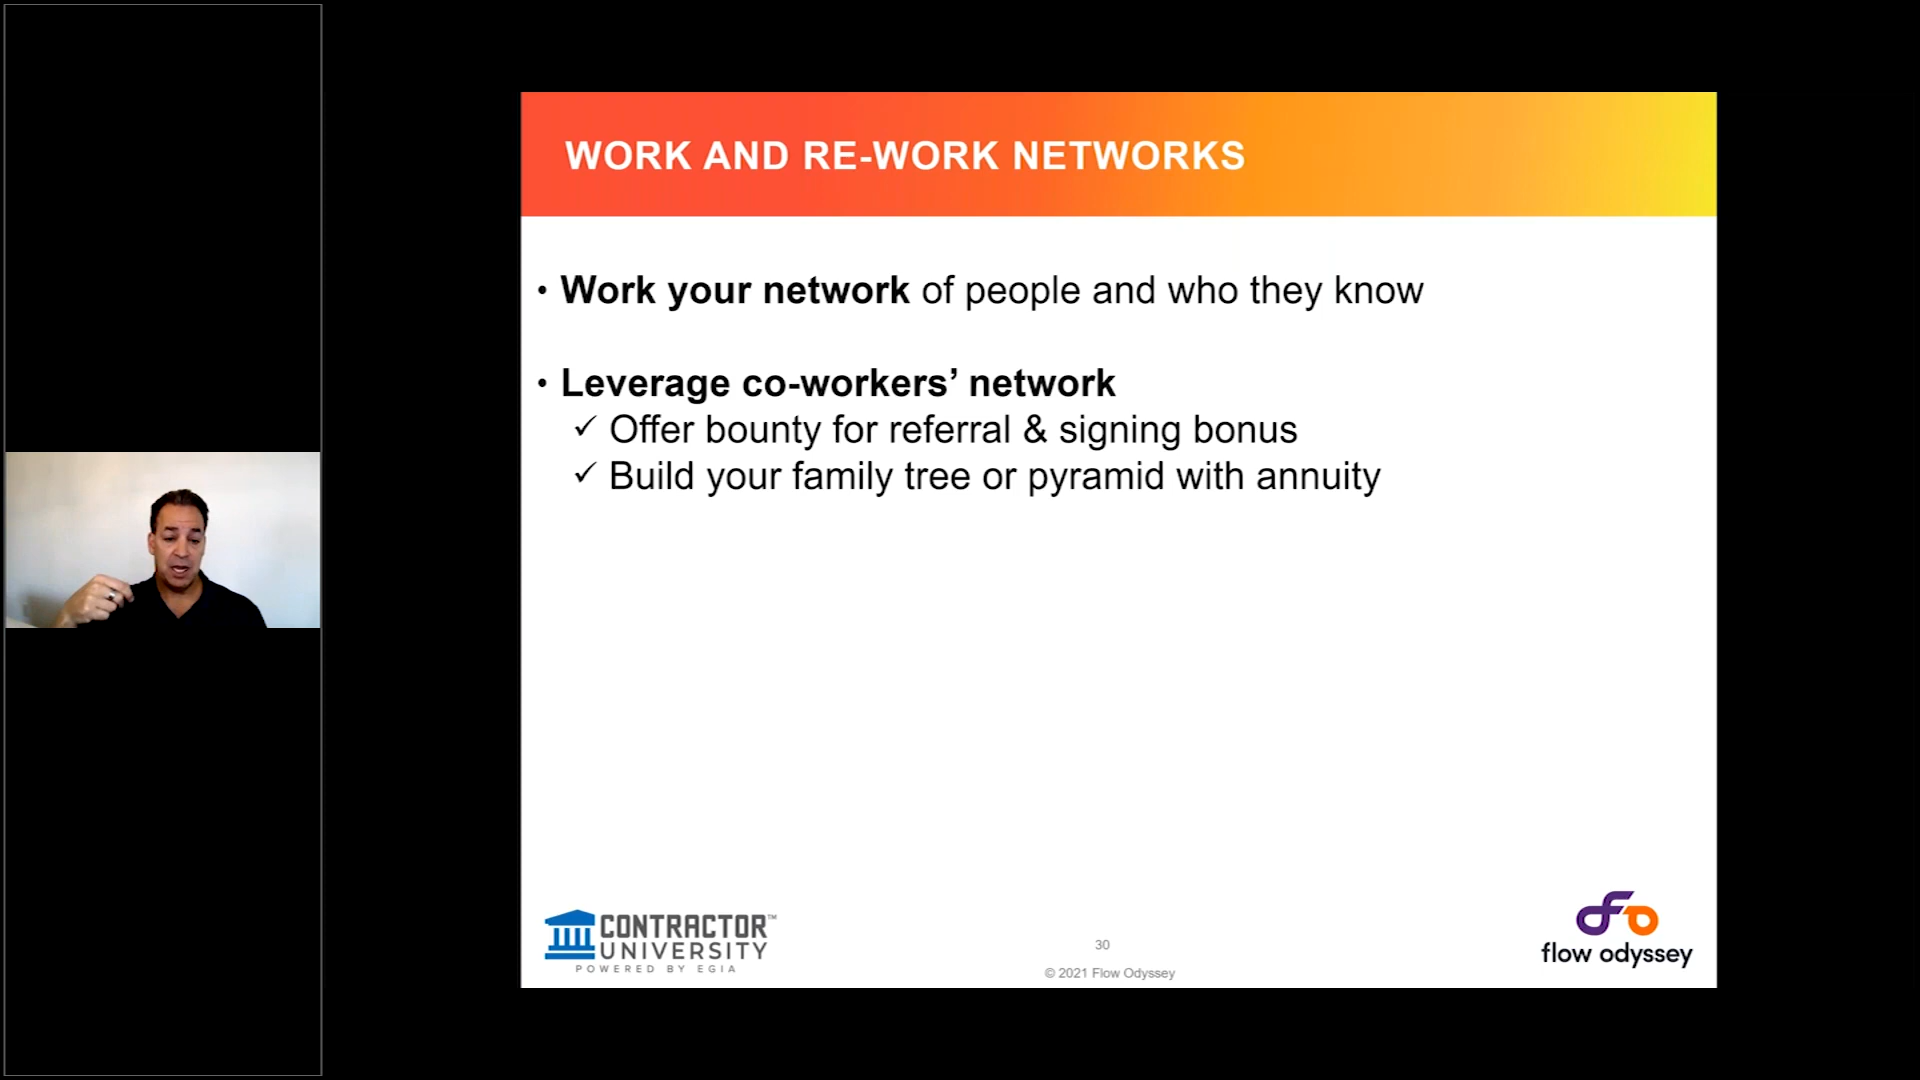 WORK AND RE-WORK NETWORKS
• Work your network of people and who they know
• Leverage co-workers’ network
✓ Offer bounty for referral & signing bonus
✓ Build your family tree or pyramid with annuity
CONTRACTOR™
UNIVERSITY
POWERED BY EGIA
30
© 2021 Flow Odyssey
flow odyssey